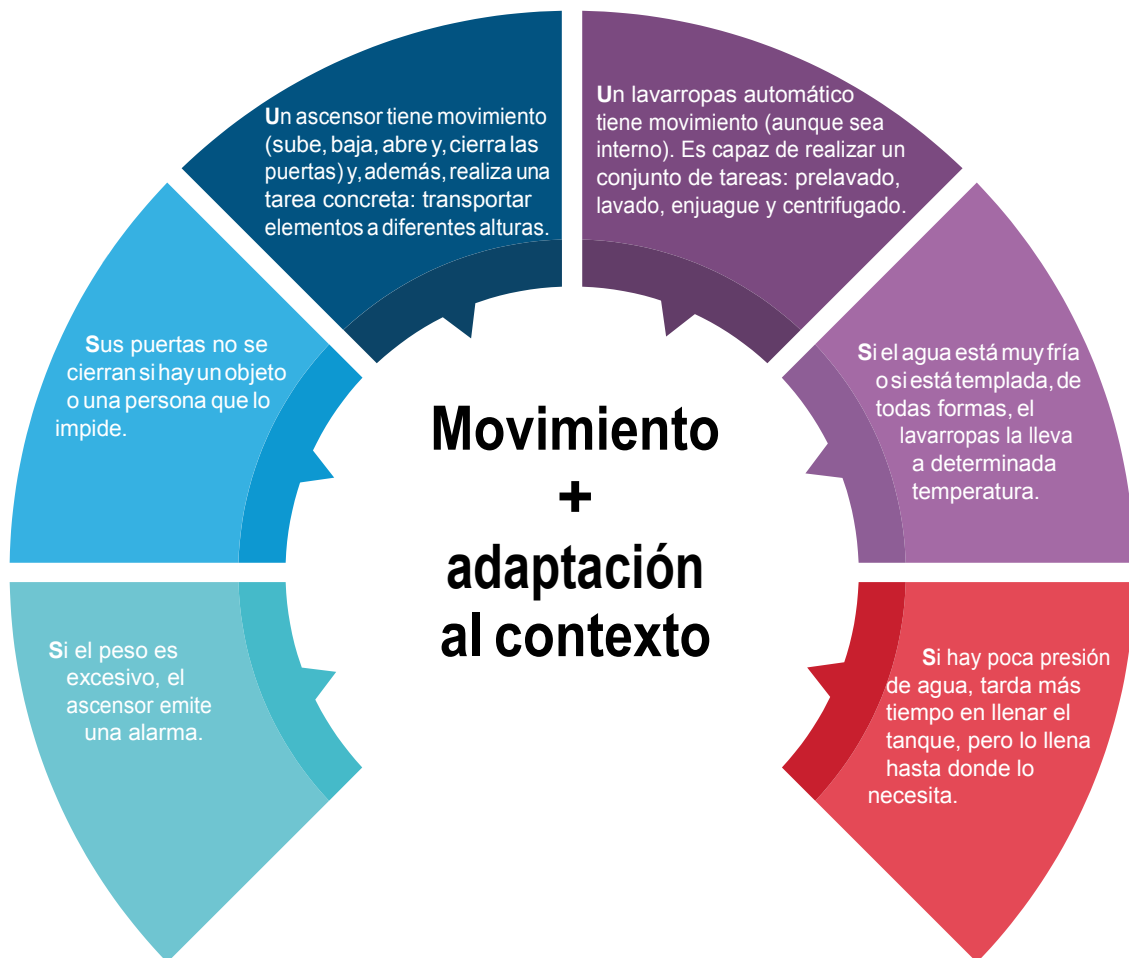 Un ascensor tiene movimiento
(sube, baja, abre y, cierra las
puertas) y, además, realiza una
tarea concreta: transportar
elementos a diferentes alturas.
Un lavarropas automático
tiene movimiento (aunque sea
interno). Es capaz de realizar un
conjunto de tareas: prelavado,
lavado, enjuague y centrifugado.
Sus puertas no se
cierran si hay un objeto
o una persona que lo
impide.
Si el agua está muy fría
o si está templada, de
todas formas, el
lavarropas la lleva
a determinada
temperatura.
Movimiento
+
adaptación
al contexto
Si el peso es
excesivo, el
ascensor emite
una alarma.
Si hay poca presión
de agua, tarda más
tiempo en llenar el
tanque, pero lo llena
hasta donde lo
necesita.